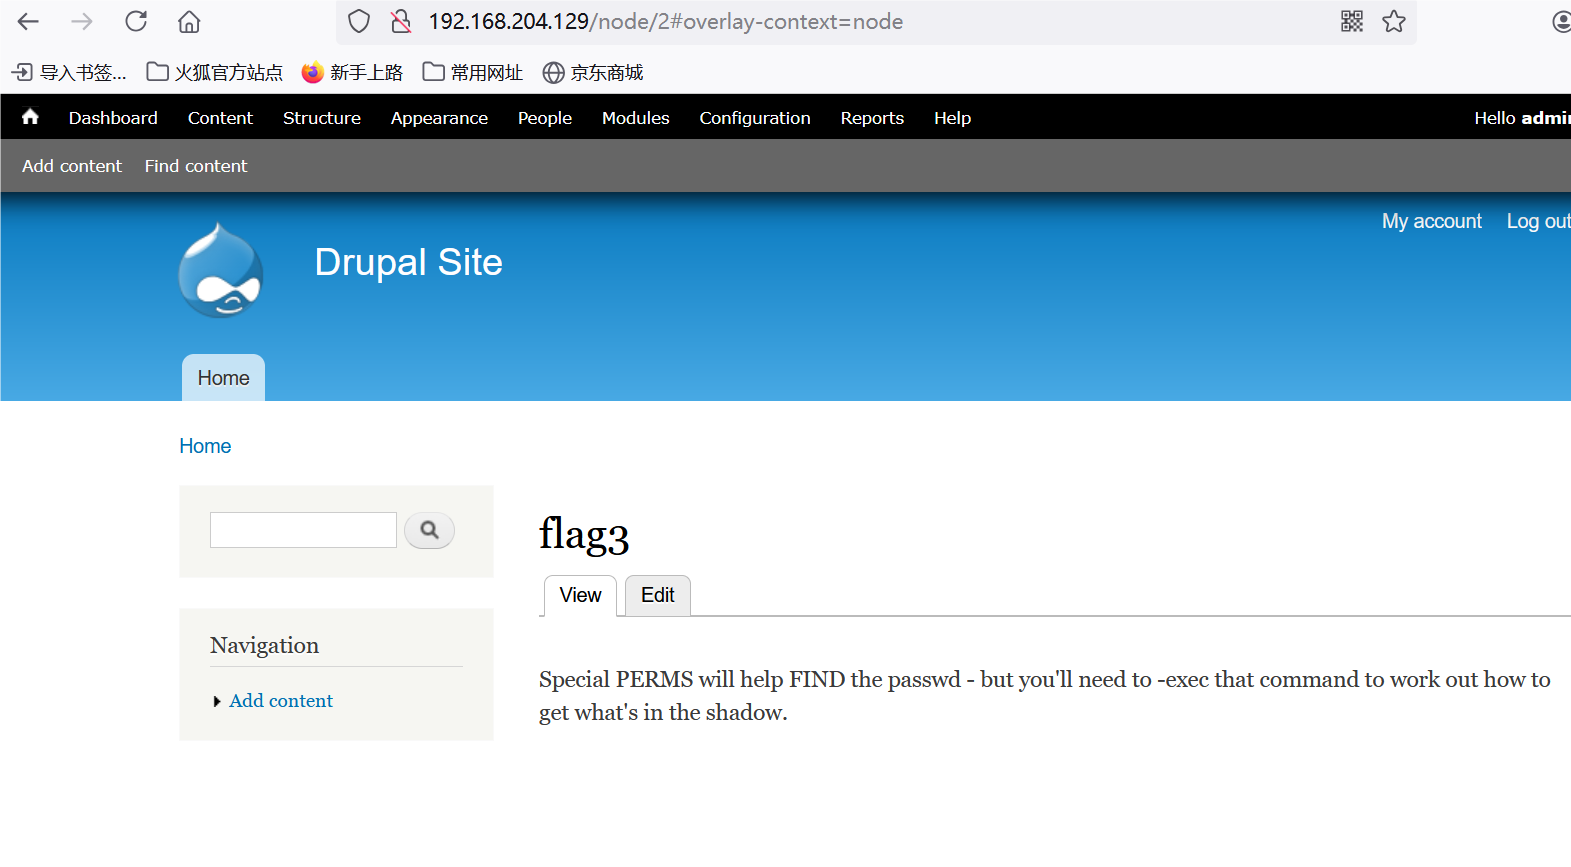 192.168.204.129/node/2#overlay-context=node
导入书签... 火狐官方站点 新手上路 常用网址 京东商城
Dashboard Content Structure Appearance People Modules Configuration Reports Help Hello admin
Add content Find content
My account Log out
Drupal Site
Home
Home
flag3
View Edit
Navigation
Add content
Special PERMS will help FIND the passwd - but you'll need to -exec that command to work out how to
get what's in the shadow.